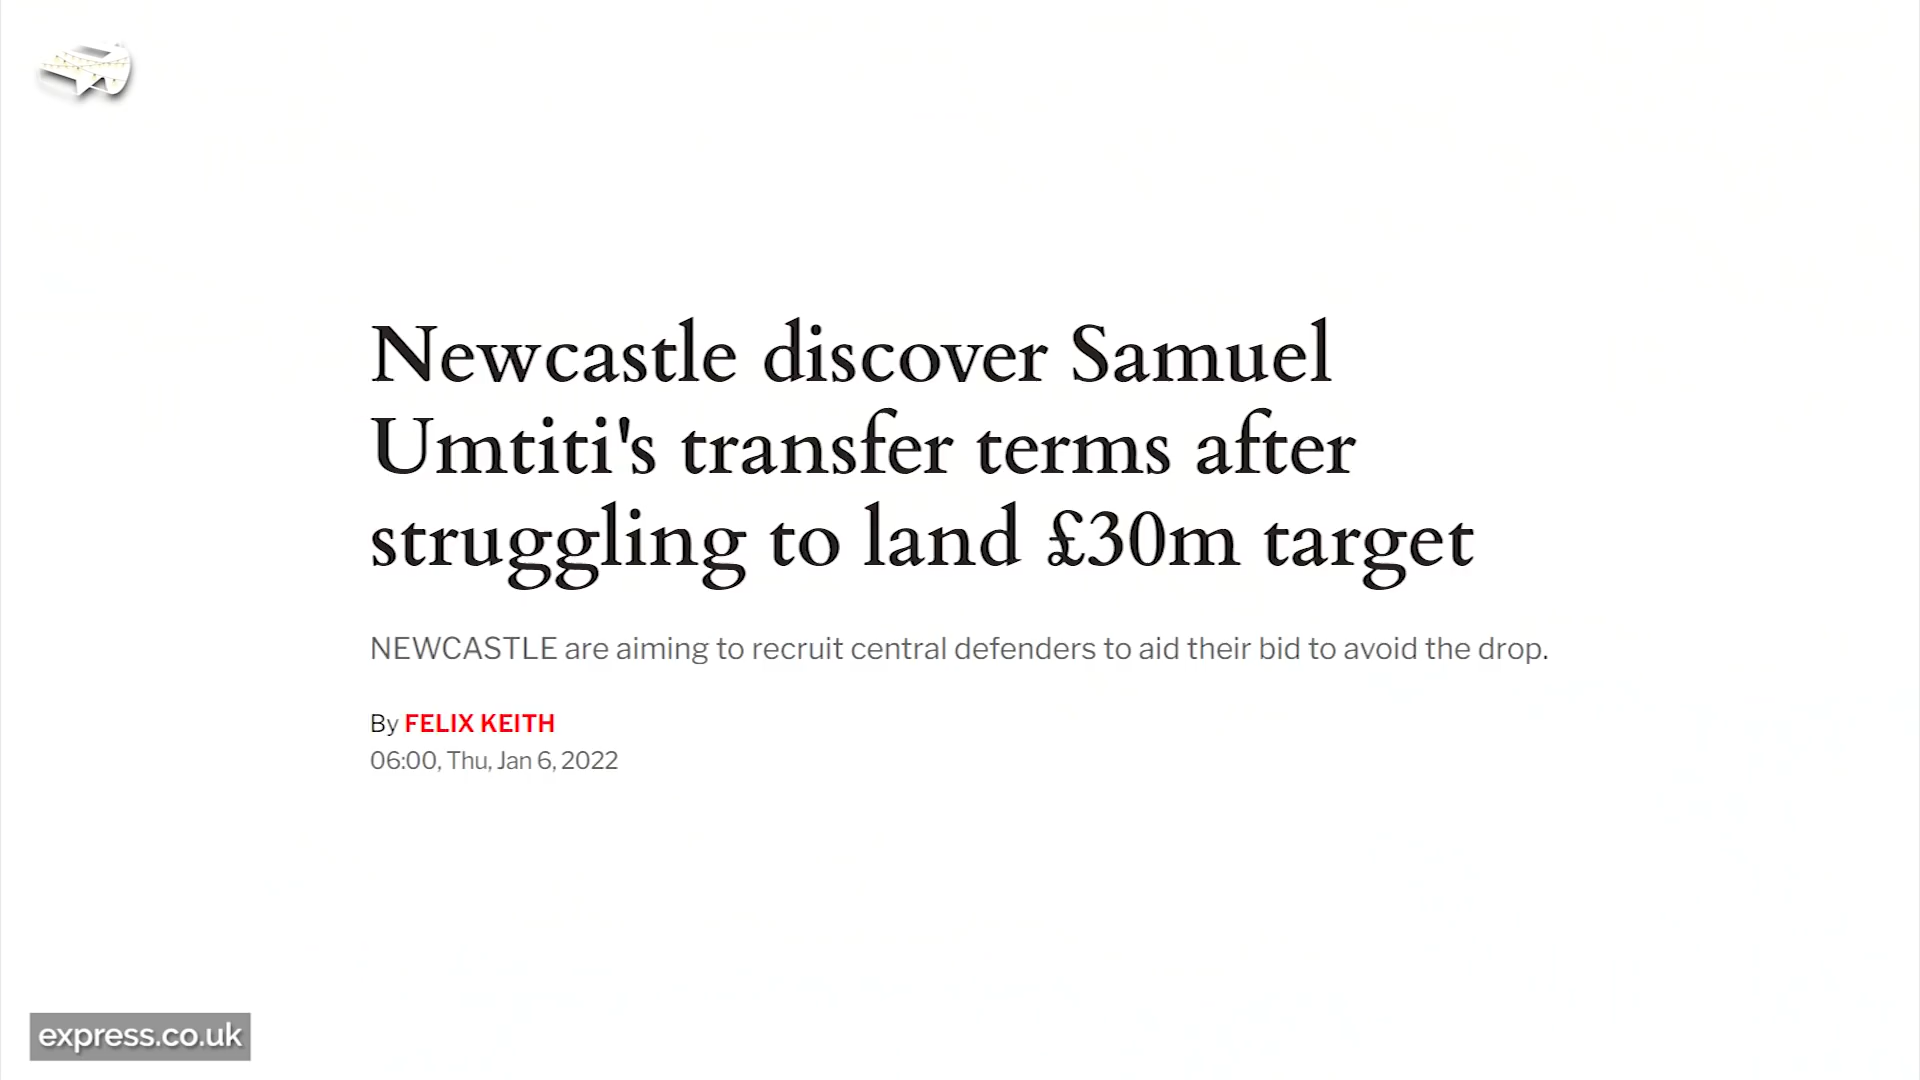 Newcastle discover Samuel
Umtiti's transfer terms after
struggling to land £30m target
NEWCASTLE are aiming to recruit central defenders to aid their bid to avoid the drop.
By FELIX KEITH
06:00, Thu, Jan 6, 2022
express.co.uk